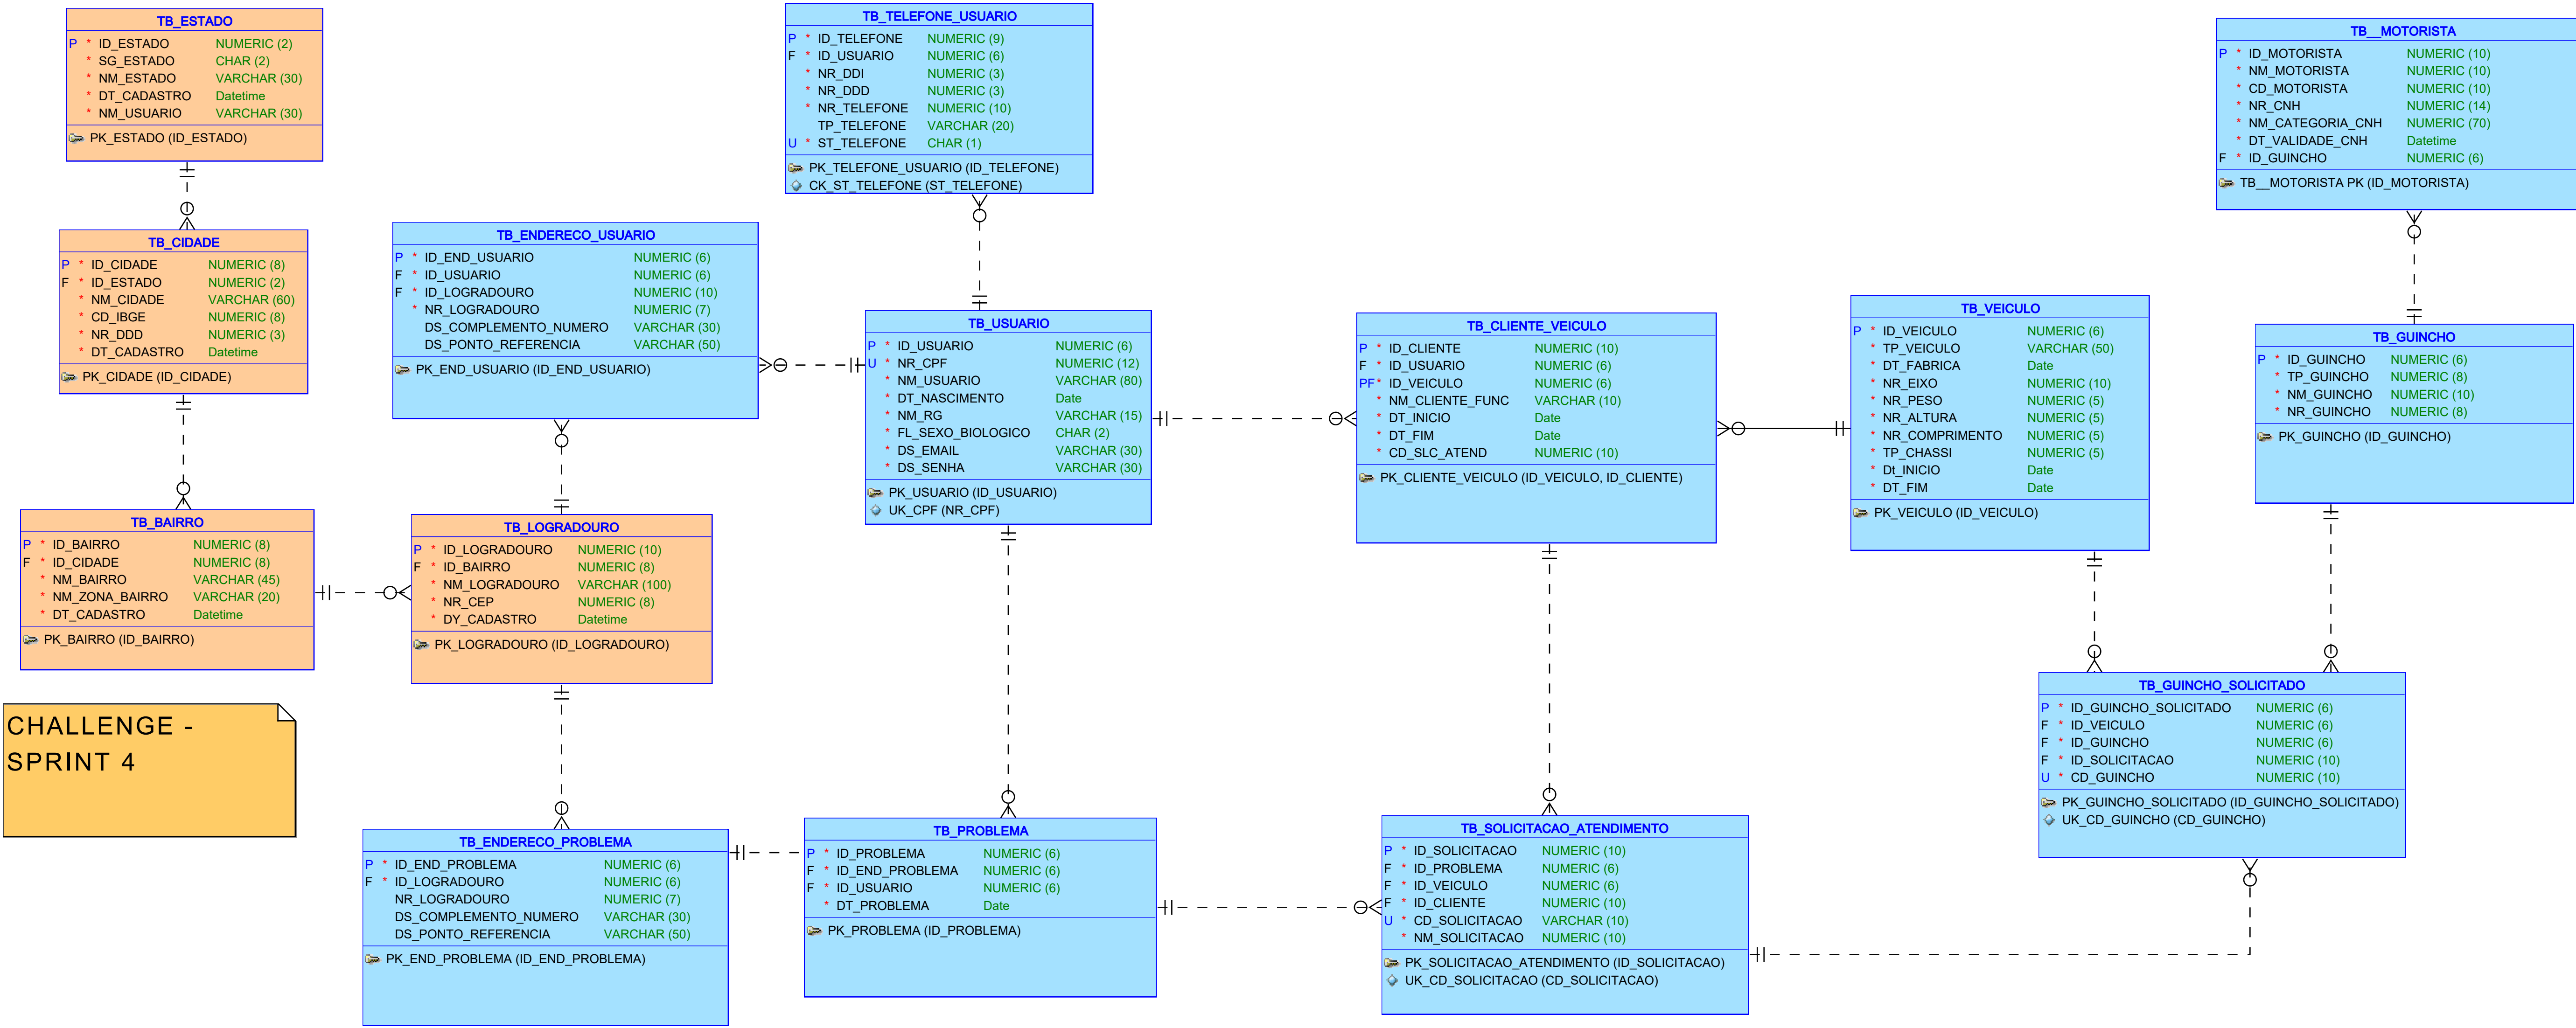 TB_ESTADO
P * ID_ESTADO NUMERIC (2)
* SG_ESTADO CHAR (2)
* NM_ESTADO VARCHAR (30)
* DT_CADASTRO Datetime
* NM_USUARIO VARCHAR (30)
PK_ESTADO (ID_ESTADO)
TB_CIDADE
P * ID_CIDADE NUMERIC (8)
F * ID_ESTADO NUMERIC (2)
* NM_CIDADE VARCHAR (60)
* CD_IBGE NUMERIC (8)
* NR_DDD NUMERIC (3)
* DT_CADASTRO Datetime
PK_CIDADE (ID_CIDADE)
TB_BAIRRO
P * ID_BAIRRO NUMERIC (8)
F * ID_CIDADE NUMERIC (8)
* NM_BAIRRO VARCHAR (45)
* NM_ZONA_BAIRRO VARCHAR (20)
* DT_CADASTRO Datetime
PK_BAIRRO (ID_BAIRRO)
CHALLENGE -
SPRINT 4
TB_ENDERECO_USUARIO
P * ID_END_USUARIO NUMERIC (6)
F * ID_USUARIO NUMERIC (6)
F * ID_LOGRADOURO NUMERIC (10)
* NR_LOGRADOURO NUMERIC (7)
DS_COMPLEMENTO_NUMERO VARCHAR (30)
DS_PONTO_REFERENCIA VARCHAR (50)
PK_END_USUARIO (ID_END_USUARIO)
TB_LOGRADOURO
P * ID_LOGRADOURO NUMERIC (10)
F * ID_BAIRRO NUMERIC (8)
* NM_LOGRADOURO VARCHAR (100)
* NR_CEP NUMERIC (8)
* DY_CADASTRO Datetime
PK_LOGRADOURO (ID_LOGRADOURO)
TB_ENDERECO_PROBLEMA
P * ID_END_PROBLEMA NUMERIC (6)
F * ID_LOGRADOURO NUMERIC (6)
NR_LOGRADOURO NUMERIC (7)
DS_COMPLEMENTO_NUMERO VARCHAR (30)
DS_PONTO_REFERENCIA VARCHAR (50)
PK_END_PROBLEMA (ID_END_PROBLEMA)
TB_TELEFONE_USUARIO
P * ID_TELEFONE NUMERIC (9)
F * ID_USUARIO NUMERIC (6)
* NR_DDI NUMERIC (3)
* NR_DDD NUMERIC (3)
* NR_TELEFONE NUMERIC (10)
TP_TELEFONE VARCHAR (20)
U * ST_TELEFONE CHAR (1)
PK_TELEFONE_USUARIO (ID_TELEFONE)
CK_ST_TELEFONE (ST_TELEFONE)
TB_USUARIO
P * ID_USUARIO NUMERIC (6)
U * NR_CPF NUMERIC (12)
* NM_USUARIO VARCHAR (80)
* DT_NASCIMENTO Date
* NM_RG VARCHAR (15)
* FL_SEXO_BIOLOGICO CHAR (2)
* DS_EMAIL VARCHAR (30)
* DS_SENHA VARCHAR (30)
PK_USUARIO (ID_USUARIO)
UK_CPF (NR_CPF)
TB_PROBLEMA
P * ID_PROBLEMA NUMERIC (6)
F * ID_END_PROBLEMA NUMERIC (6)
F * ID_USUARIO NUMERIC (6)
* DT_PROBLEMA Date
PK_PROBLEMA (ID_PROBLEMA)
TB_CLIENTE_VEICULO
P * ID_CLIENTE NUMERIC (10)
F * ID_USUARIO NUMERIC (6)
PF* ID_VEICULO NUMERIC (6)
* NM_CLIENTE_FUNC VARCHAR (10)
* DT_INICIO Date
* DT_FIM Date
* CD_SLC_ATEND NUMERIC (10)
PK_CLIENTE_VEICULO (ID_VEICULO, ID_CLIENTE)
TB_SOLICITACAO_ATENDIMENTO
P * ID_SOLICITACAO NUMERIC (10)
F * ID_PROBLEMA NUMERIC (6)
F * ID_VEICULO NUMERIC (6)
F * ID_CLIENTE NUMERIC (10)
U * CD_SOLICITACAO VARCHAR (10)
* NM_SOLICITACAO NUMERIC (10)
PK_SOLICITACAO_ATENDIMENTO (ID_SOLICITACAO)
UK_CD_SOLICITACAO (CD_SOLICITACAO)
TB_VEICULO
P * ID_VEICULO NUMERIC (6)
* TP_VEICULO VARCHAR (50)
* DT_FABRICA Date
* NR_EIXO NUMERIC (10)
* NR_PESO NUMERIC (5)
* NR_ALTURA NUMERIC (5)
* NR_COMPRIMENTO NUMERIC (5)
* TP_CHASSI NUMERIC (5)
* Dt_INICIO Date
* DT_FIM Date
PK_VEICULO (ID_VEICULO)
TB__MOTORISTA
P * ID_MOTORISTA NUMERIC (10)
* NM_MOTORISTA NUMERIC (10)
* CD_MOTORISTA NUMERIC (10)
* NR_CNH NUMERIC (14)
* NM_CATEGORIA_CNH NUMERIC (70)
* DT_VALIDADE_CNH Datetime
F * ID_GUINCHO NUMERIC (6)
TB__MOTORISTA PK (ID_MOTORISTA)
TB_GUINCHO
P * ID_GUINCHO NUMERIC (6)
* TP_GUINCHO NUMERIC (8)
* NM_GUINCHO NUMERIC (10)
* NR_GUINCHO NUMERIC (8)
PK_GUINCHO (ID_GUINCHO)
TB_GUINCHO_SOLICITADO
P * ID_GUINCHO_SOLICITADO NUMERIC (6)
F * ID_VEICULO NUMERIC (6)
F * ID_GUINCHO NUMERIC (6)
F * ID_SOLICITACAO NUMERIC (10)
U * CD_GUINCHO NUMERIC (10)
PK_GUINCHO_SOLICITADO (ID_GUINCHO_SOLICITADO)
UK_CD_GUINCHO (CD_GUINCHO)